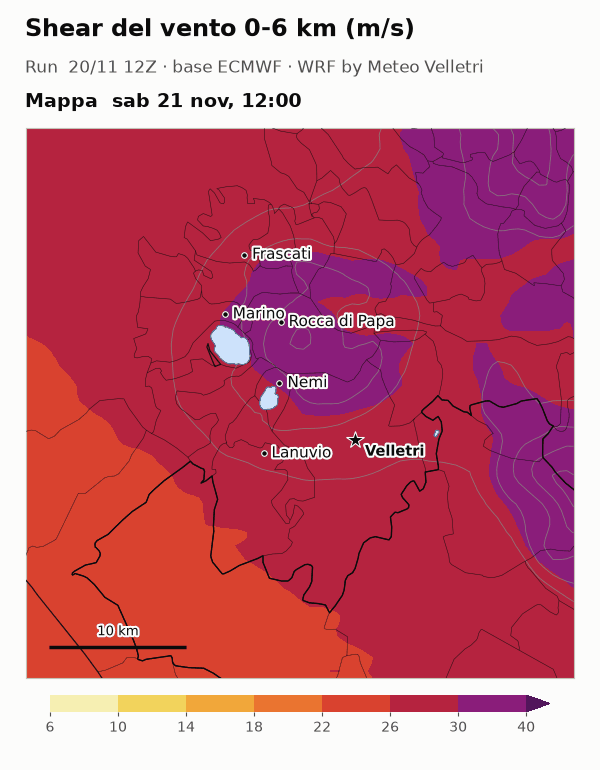 Shear del vento 0-6 km (m/s)
Run  20/11 12Z · base ECMWF · WRF by Meteo Velletri
Mappa  sab 21 nov, 12:00
Frascati
Marino
Rocca di Papa
Nemi
Velletri
Lanuvio
10 km
6 10 14 18 22 26 30 40